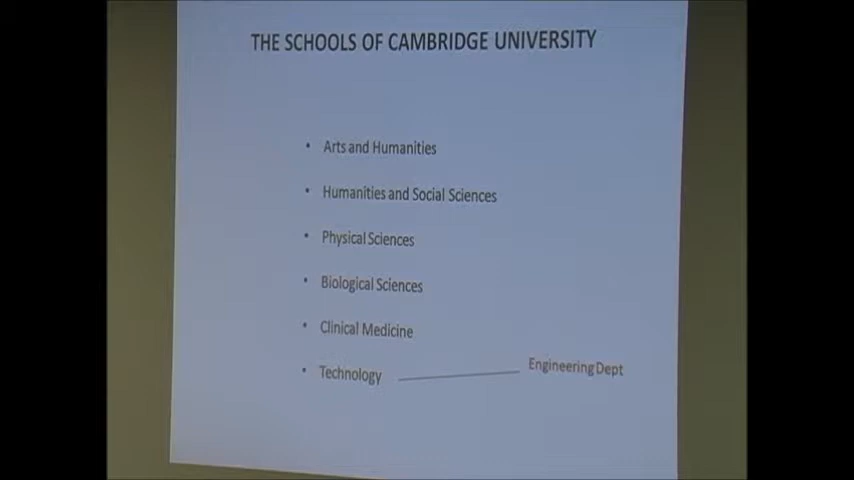 THE SCHOOLS OF CAMBRIDGE UNIVERSITY
• Arts and Humanities
• Humanities and Social Sciences
• Physical Sciences
• Biological Sciences
• Clinical Medicine
• Technology Engineering Dept